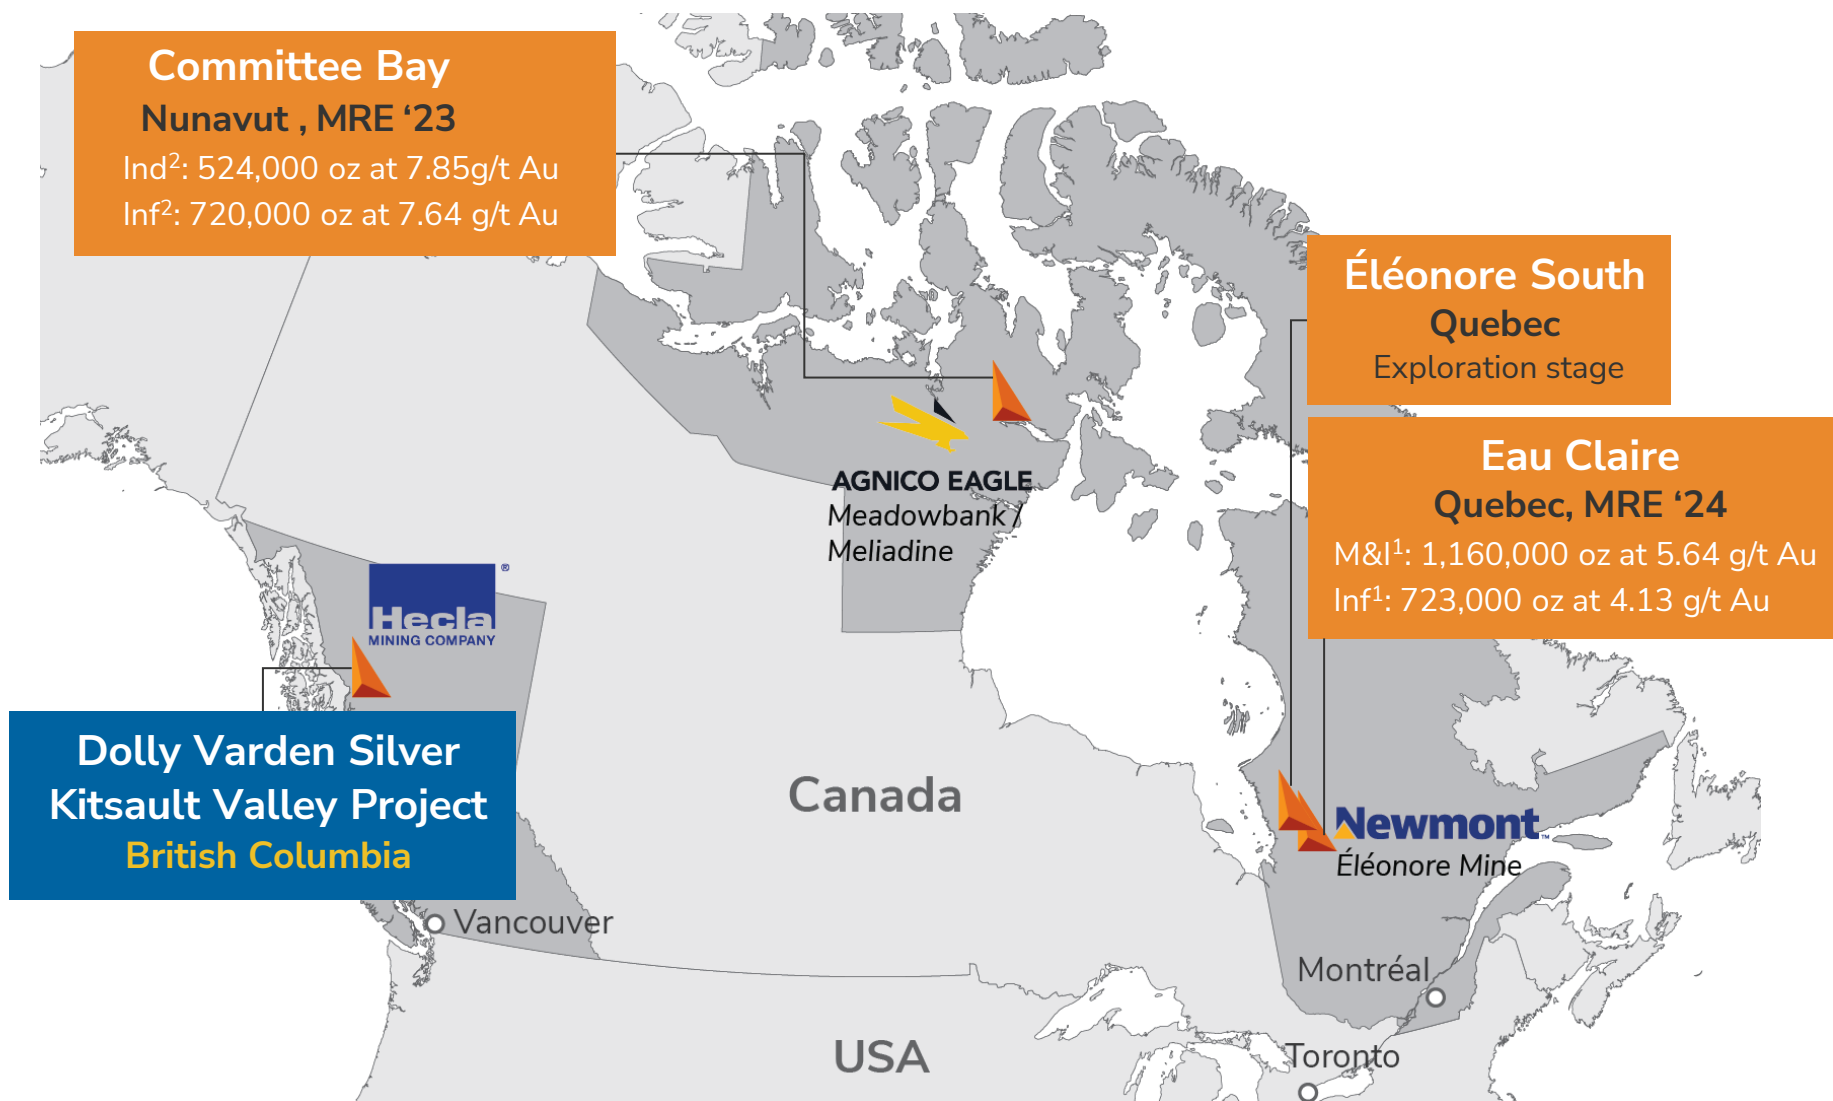 Committee Bay
Nunavut , MRE ‘23
Ind²: 524,000 oz at 7.85g/t Au
Inf²: 720,000 oz at 7.64 g/t Au
Éléonore South
Quebec
Exploration stage
Eau Claire
Quebec, MRE ‘24
M&I¹: 1,160,000 oz at 5.64 g/t Au
Inf¹: 723,000 oz at 4.13 g/t Au
AGNICO EAGLE
Meadowbank /
Meliadine
Hecla ®
MINING COMPANY
Dolly Varden Silver
Kitsault Valley Project
British Columbia
Canada
Newmont™
Éléonore Mine
Vancouver
Montréal
USA
Toronto